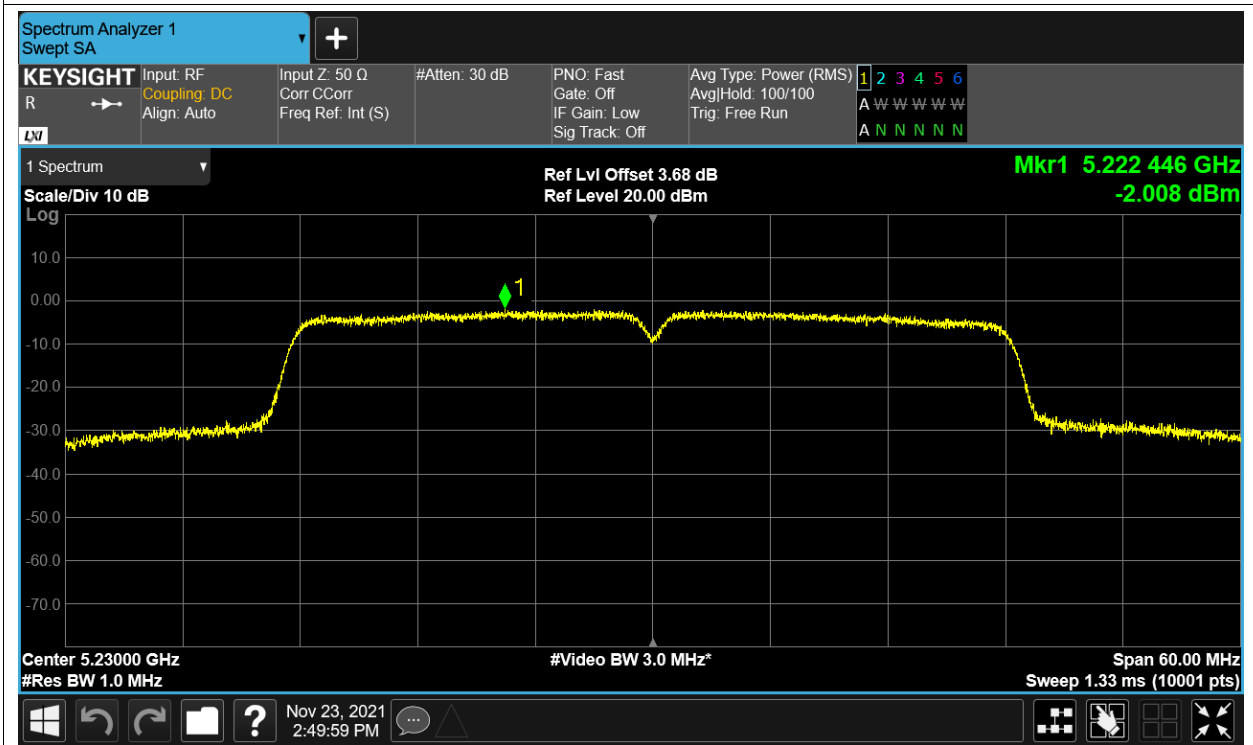 Spectrum Analyzer 1
Swept SA
▼
+
KEYSIGHT
R
LXI
Input: RF
Coupling: DC
Align: Auto
Input Z: 50 Ω
Corr CCorr
Freq Ref: Int (S)
#Atten: 30 dB
PNO: Fast
Gate: Off
IF Gain: Low
Sig Track: Off
Avg Type: Power (RMS)
Avg|Hold: 100/100
Trig: Free Run
1 2 3 4 5 6
A W W W W W
A N N N N N
1 Spectrum ▼
Scale/Div 10 dB
Log
Ref Lvl Offset 3.68 dB
Ref Level 20.00 dBm
Mkr1 5.222 446 GHz
-2.008 dBm
10.0
0.00
-10.0
-20.0
-30.0
-40.0
-50.0
-60.0
-70.0
1
Center 5.23000 GHz
#Res BW 1.0 MHz
#Video BW 3.0 MHz*
Span 60.00 MHz
Sweep 1.33 ms (10001 pts)
?
Nov 23, 2021
2:49:59 PM